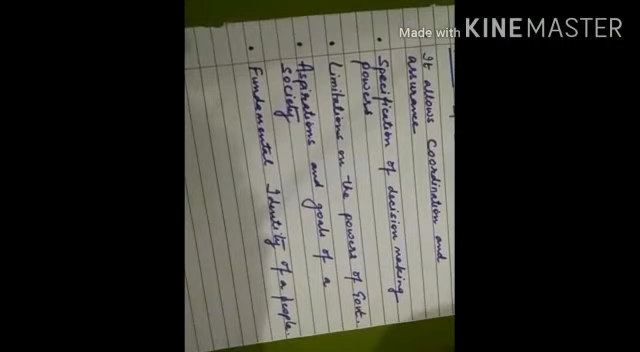 Made with KINEMASTER
It allows Coordination and
assurance
• Specification of decision making
powers
• Limitations on the powers of Govt.
• Aspirations and goals of a
society
• Fundamental Identity of a people.